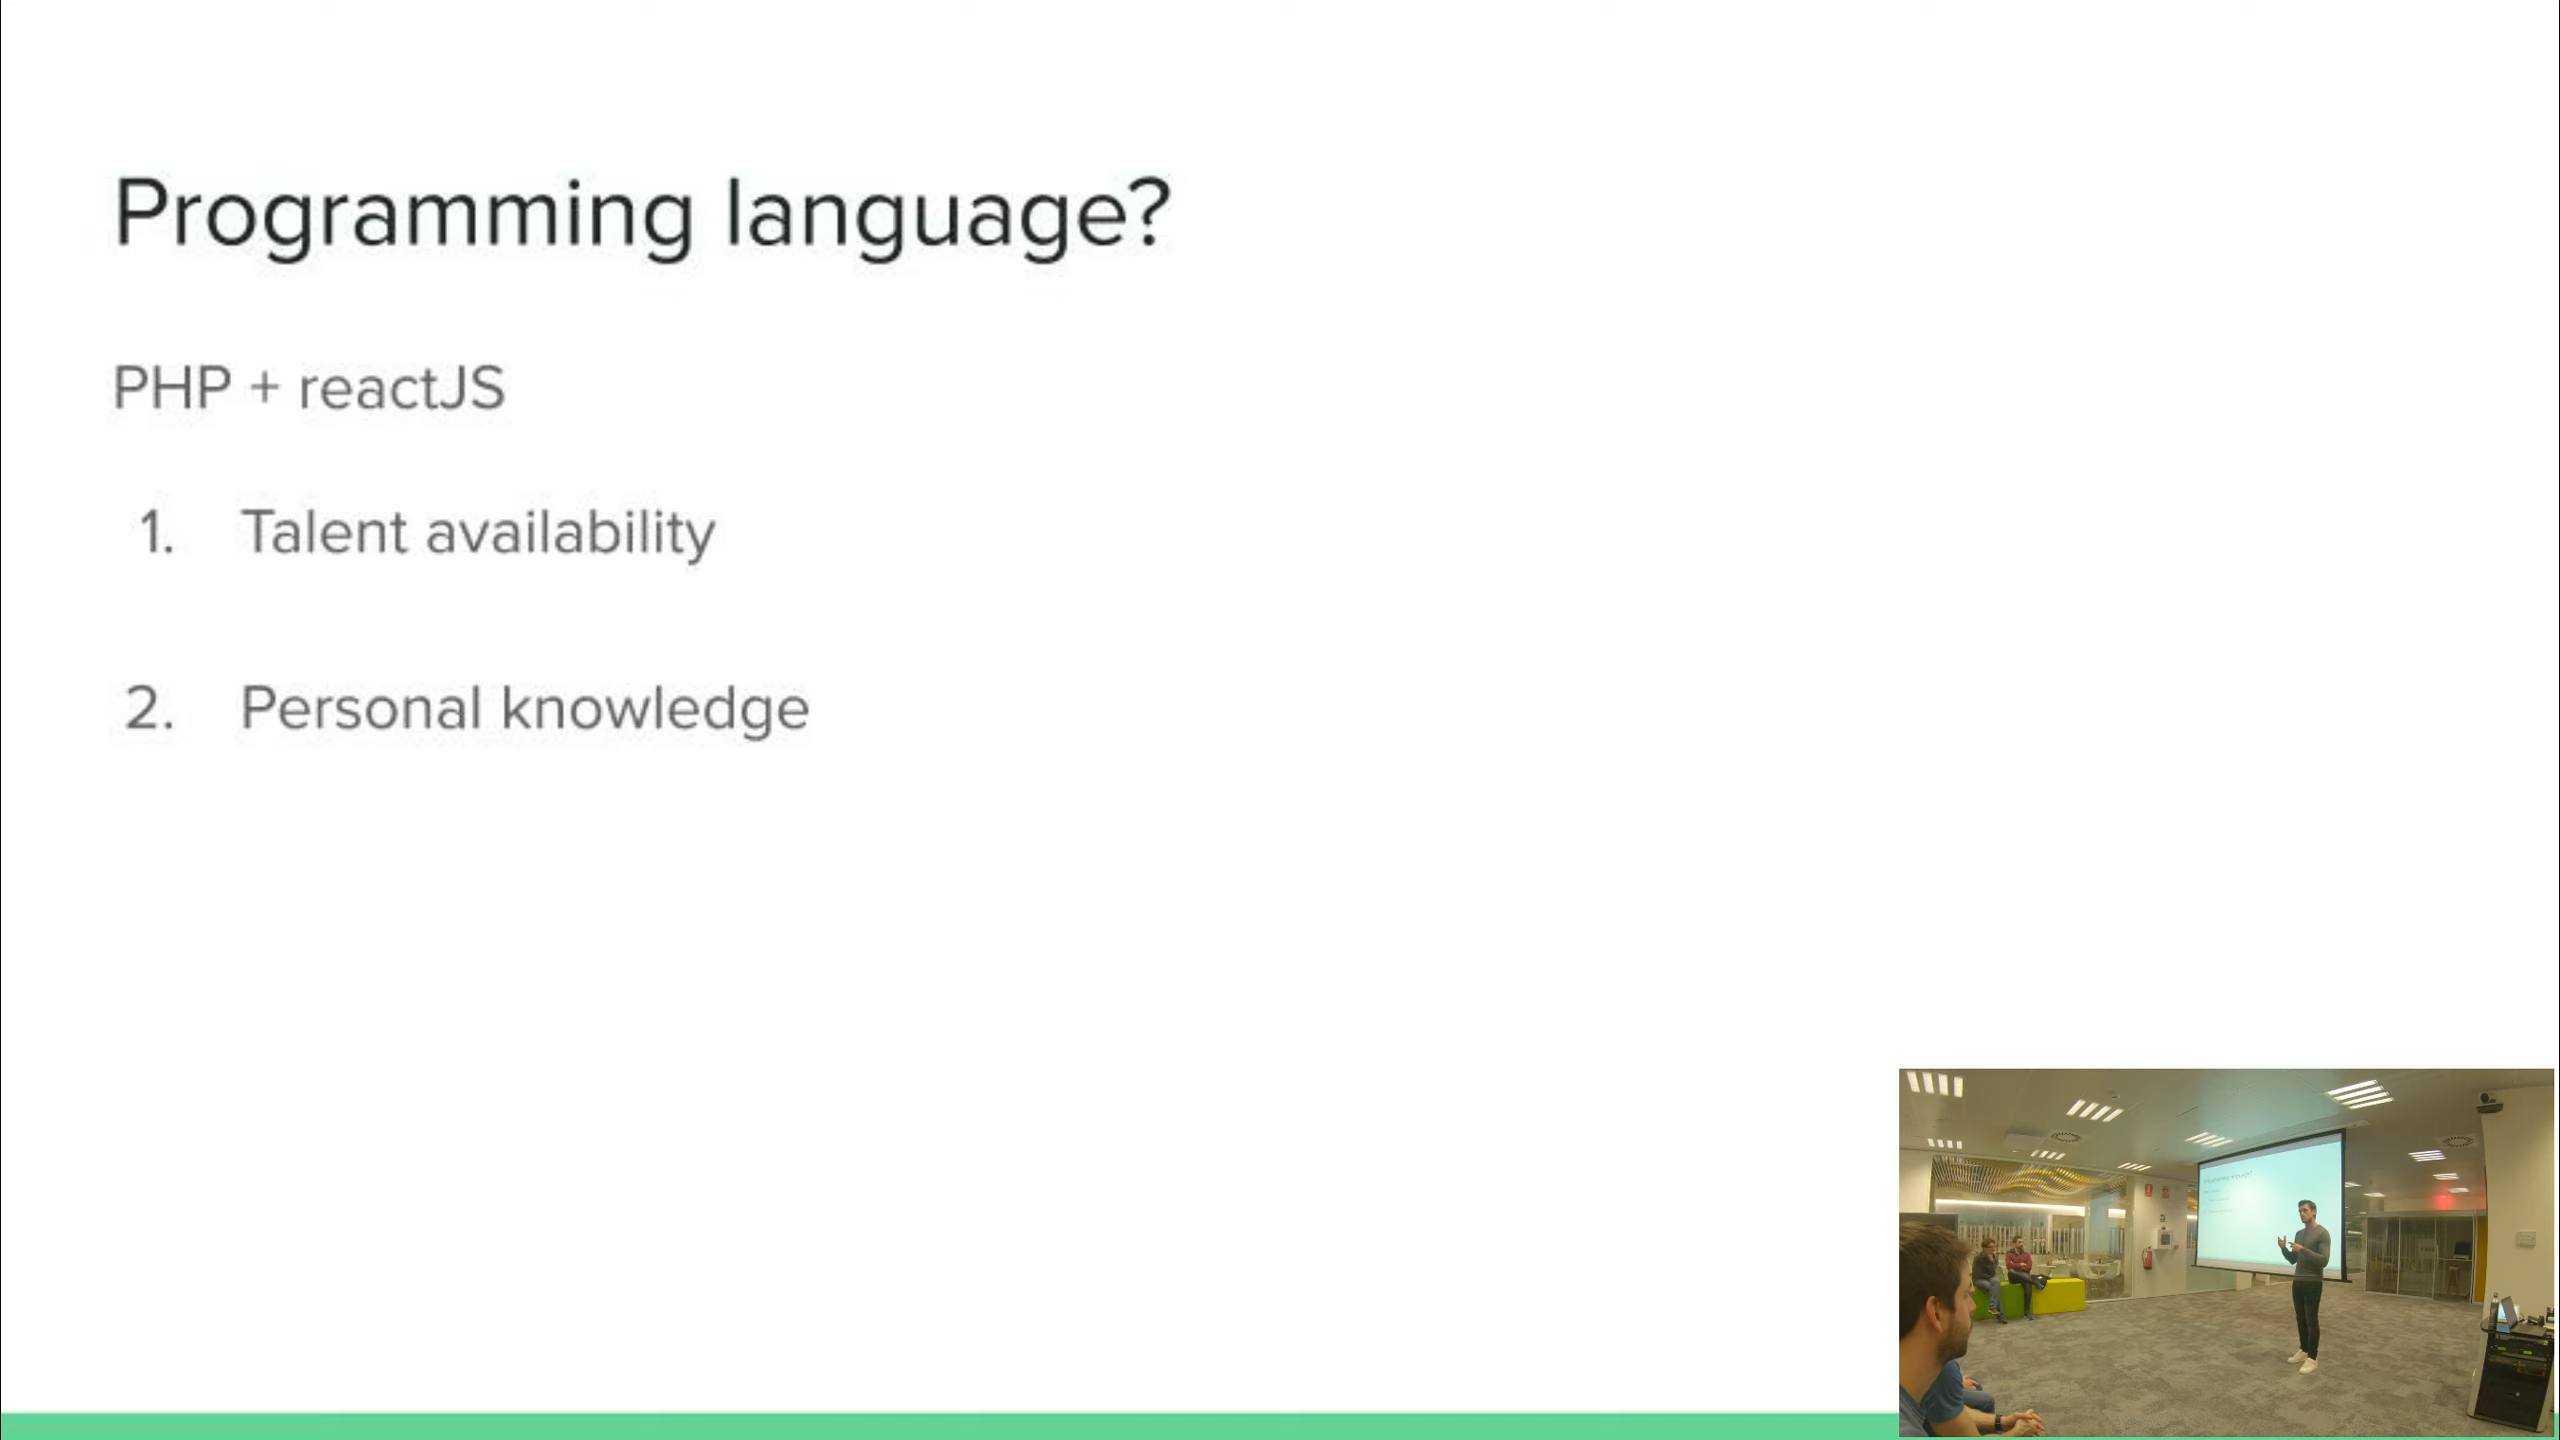 Programming language?
PHP + reactJS
1. Talent availability
2. Personal knowledge